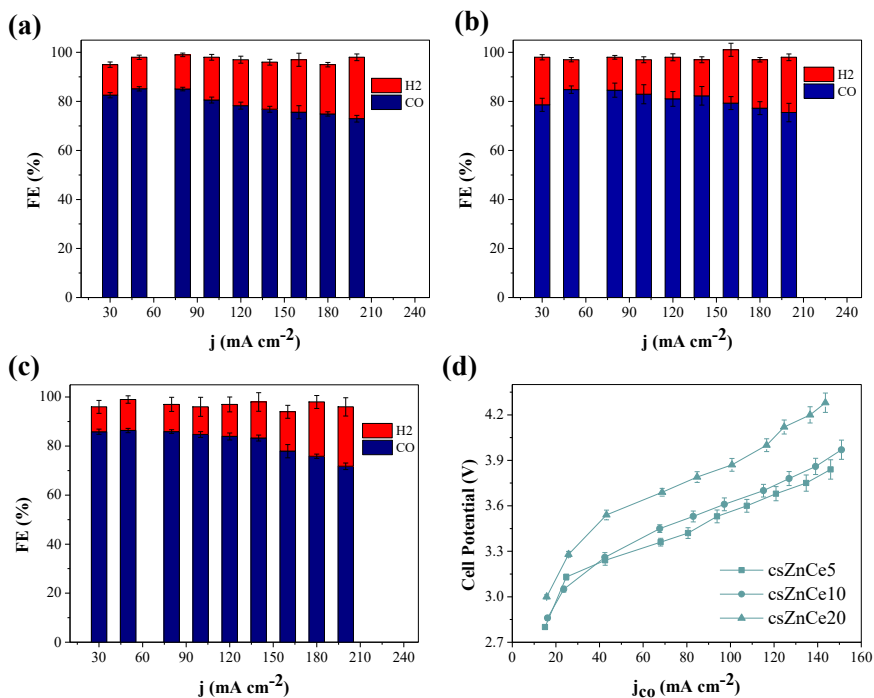 (a)
100
80
60
40
20
0
FE (%)
H2
CO
30 60 90 120 150 180 210 240
j (mA cm-2)
(b)
100
80
60
40
20
0
FE (%)
H2
CO
30 60 90 120 150 180 210 240
j (mA cm-2)
(c)
100
80
60
40
20
0
FE (%)
H2
CO
30 60 90 120 150 180 210 240
j (mA cm-2)
(d)
4.2
3.9
3.6
3.3
3.0
2.7
Cell Potential (V)
csZnCe5
csZnCe10
csZnCe20
0 20 40 60 80 100 120 140 160
jco (mA cm-2)